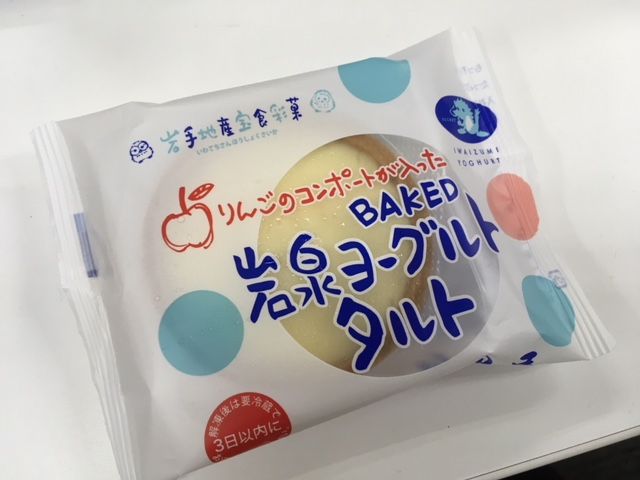 岩手地産宝食彩菓
いわてちさんほうしょくさいか
IWAIZUMI
YOGHURT
りんごのコンポートが入った
BAKED
岩泉ヨーグルト
タルト
解凍後は要冷蔵で
3日以内に